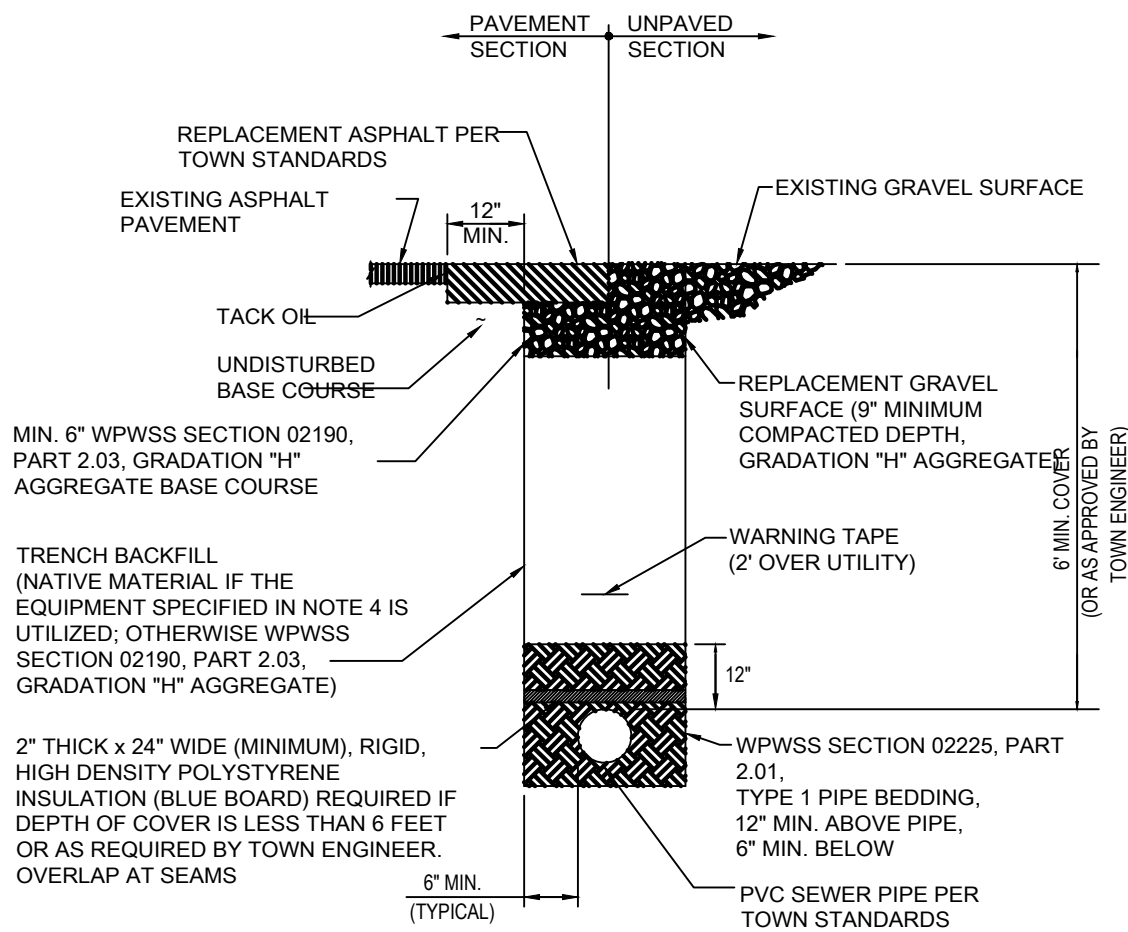 PAVEMENT SECTION
UNPAVED SECTION
REPLACEMENT ASPHALT PER
TOWN STANDARDS
EXISTING ASPHALT
PAVEMENT
12"
MIN.
EXISTING GRAVEL SURFACE
TACK OIL
~
UNDISTURBED
BASE COURSE
MIN. 6" WPWSS SECTION 02190,
PART 2.03, GRADATION "H"
AGGREGATE BASE COURSE
REPLACEMENT GRAVEL
SURFACE (9" MINIMUM
COMPACTED DEPTH,
GRADATION "H" AGGREGATE)
6' MIN. COVER
(OR AS APPROVED BY
TOWN ENGINEER)
TRENCH BACKFILL
(NATIVE MATERIAL IF THE
EQUIPMENT SPECIFIED IN NOTE 4 IS
UTILIZED; OTHERWISE WPWSS
SECTION 02190, PART 2.03,
GRADATION "H" AGGREGATE)
WARNING TAPE
(2' OVER UTILITY)
12"
2" THICK x 24" WIDE (MINIMUM), RIGID,
HIGH DENSITY POLYSTYRENE
INSULATION (BLUE BOARD) REQUIRED IF
DEPTH OF COVER IS LESS THAN 6 FEET
OR AS REQUIRED BY TOWN ENGINEER.
OVERLAP AT SEAMS
WPWSS SECTION 02225, PART
2.01,
TYPE 1 PIPE BEDDING,
12" MIN. ABOVE PIPE,
6" MIN. BELOW
6" MIN.
(TYPICAL)
PVC SEWER PIPE PER
TOWN STANDARDS